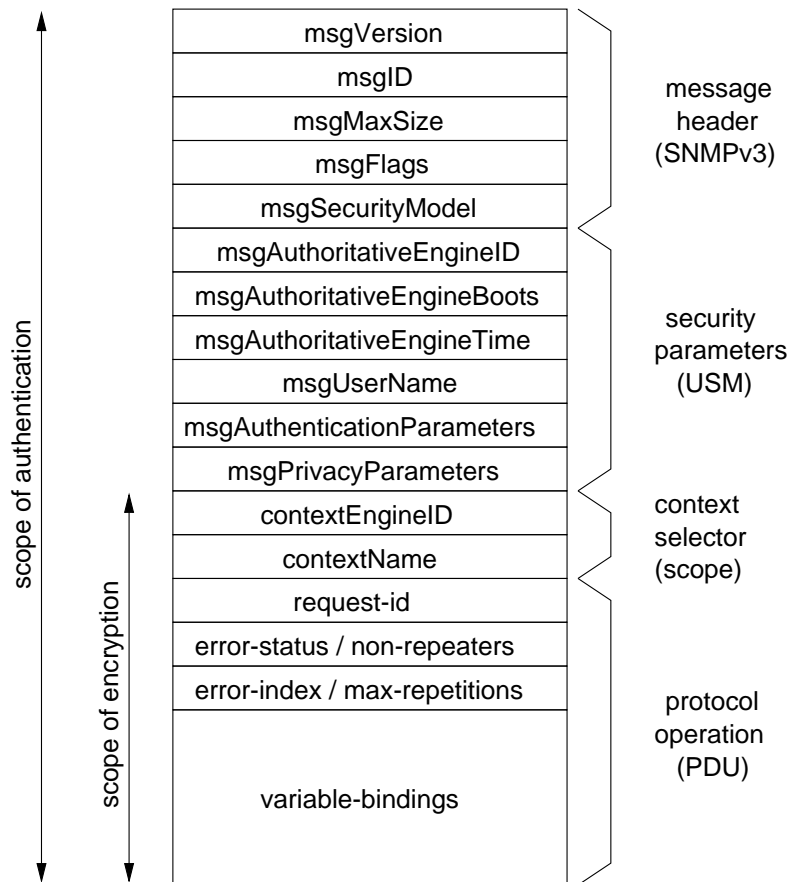 msgVersion
msgID
msgMaxSize
msgFlags
msgSecurityModel
msgAuthoritativeEngineID
msgAuthoritativeEngineBoots
msgAuthoritativeEngineTime
msgUserName
msgAuthenticationParameters
msgPrivacyParameters
contextEngineID
contextName
request-id
error-status / non-repeaters
error-index / max-repetitions
variable-bindings
scope of authentication
scope of encryption
message
header
(SNMPv3)
security
parameters
(USM)
context
selector
(scope)
protocol
operation
(PDU)